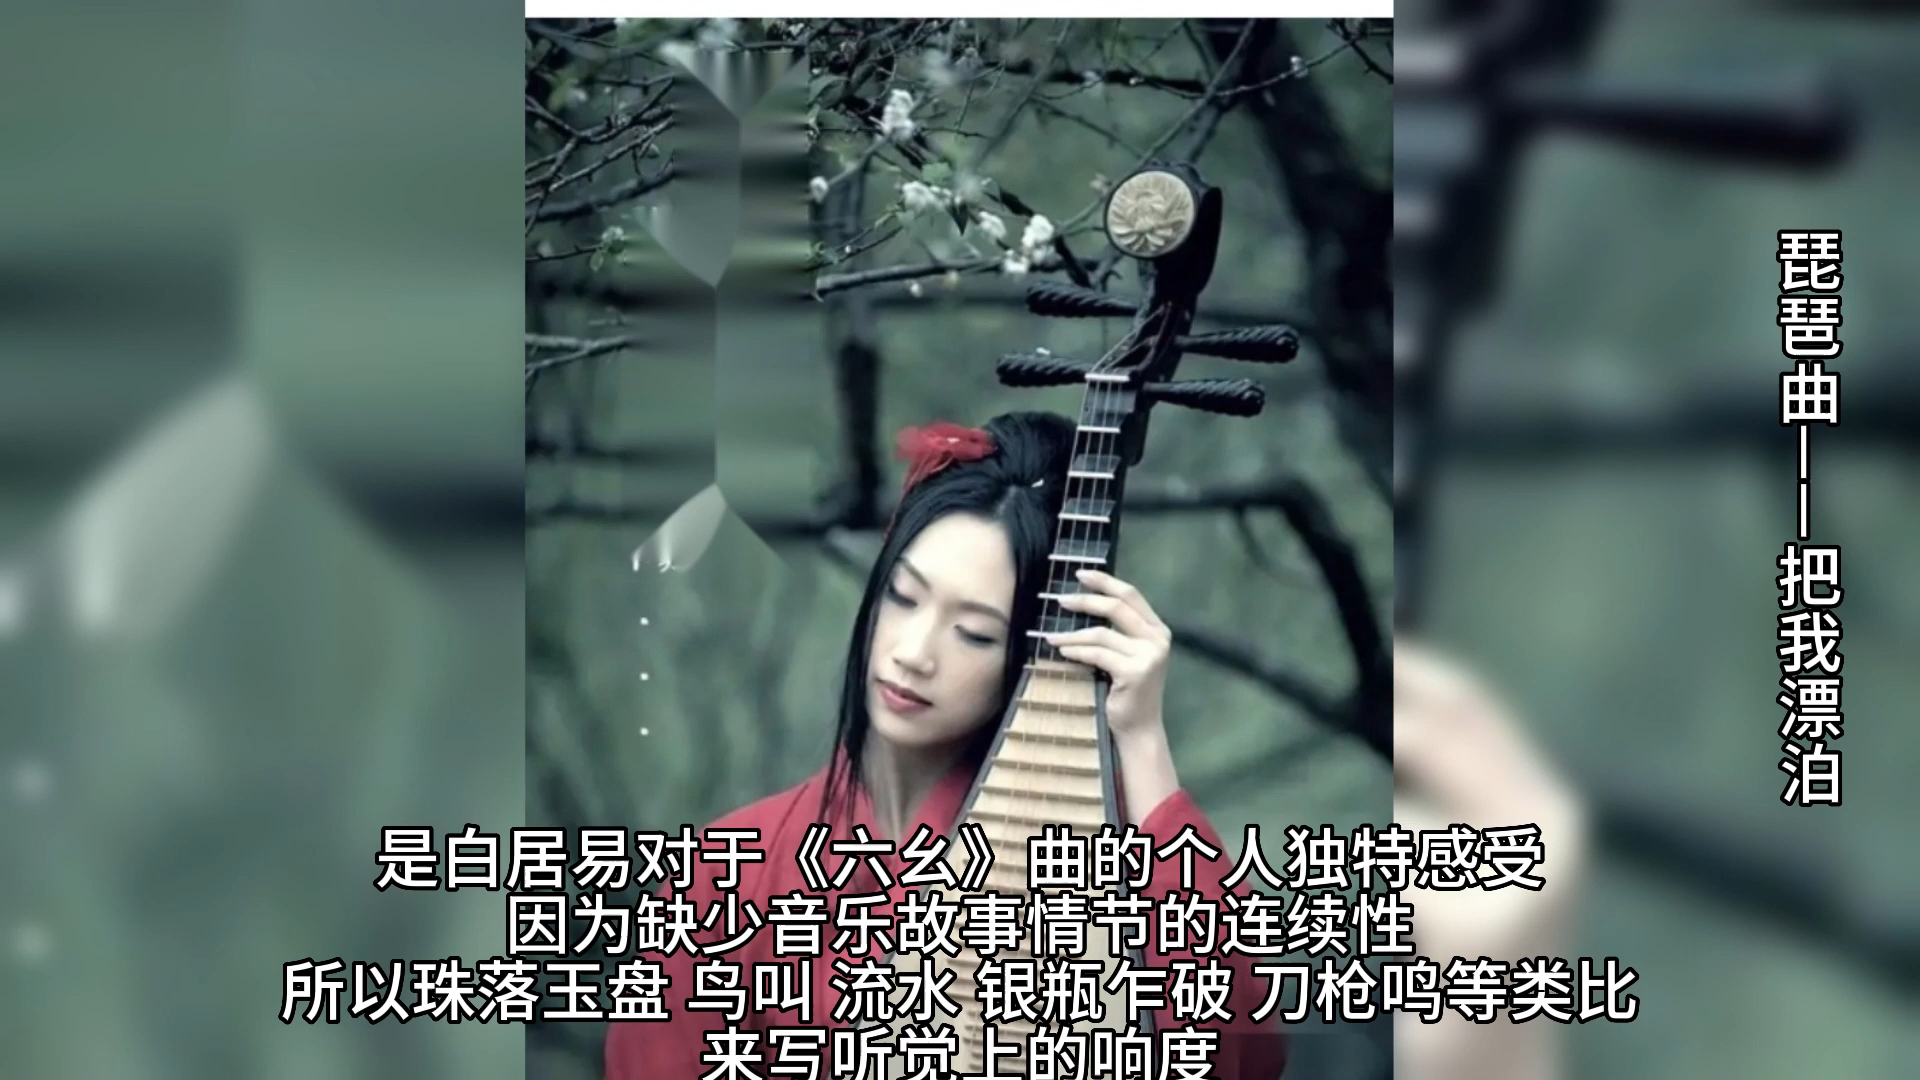 琵琶曲——把我漂泊
是白居易对于《六幺》曲的个人独特感受
因为缺少音乐故事情节的连续性
所以珠落玉盘 鸟叫 流水 银瓶乍破 刀枪鸣等类比
来写听觉上的响度